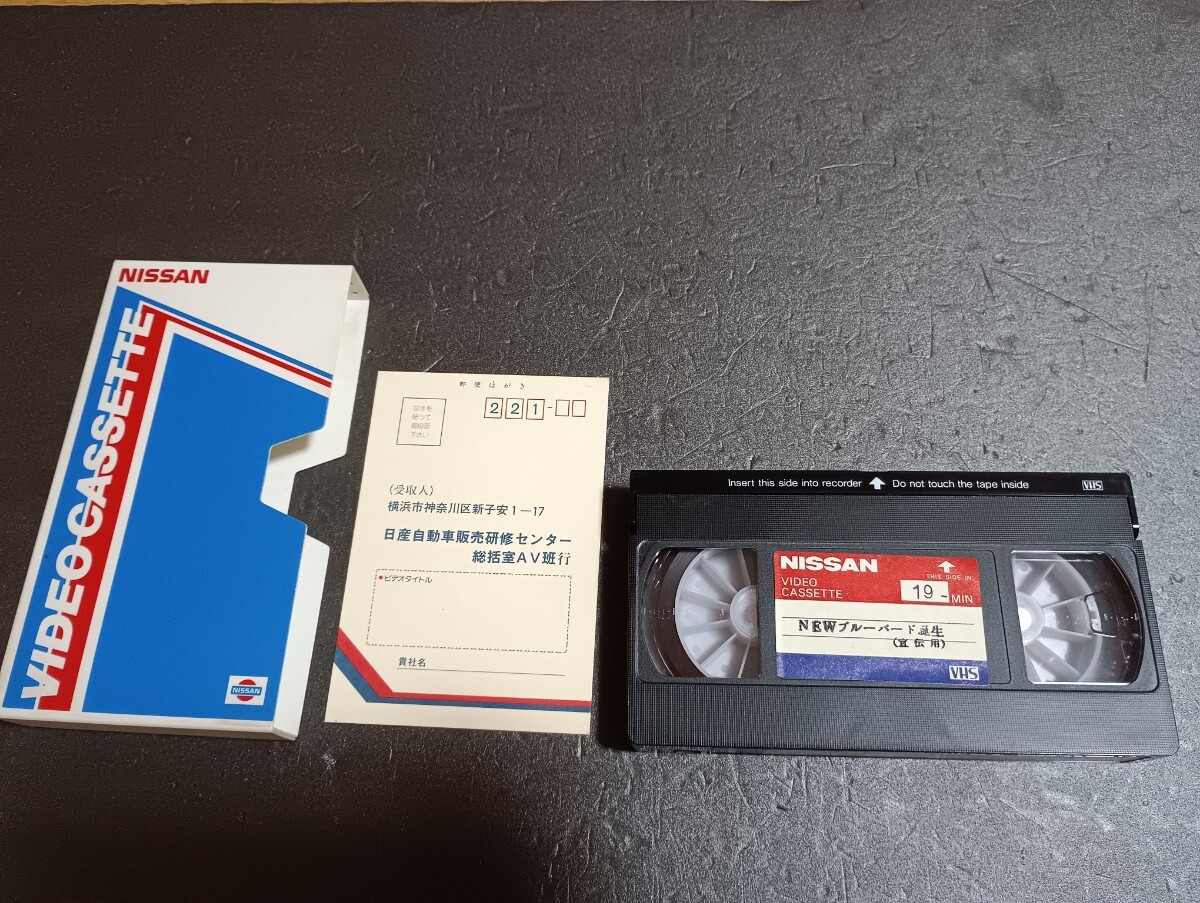 NISSAN
VIDEO CASSETTE
NISSAN
郵便はがき
切手を
貼って
御投函
下さい
221-
(受取人)
横浜市神奈川区新子安1−17
日産自動車販売研修センター
総括室AV班行
●ビデオタイトル
貴社名
Insert this side into recorder Do not touch the tape inside VHS
NISSAN
VIDEO
CASSETTE
THIS SIDE IN
19-MIN
NEWブルーバード誕生
(宣伝用)
VHS